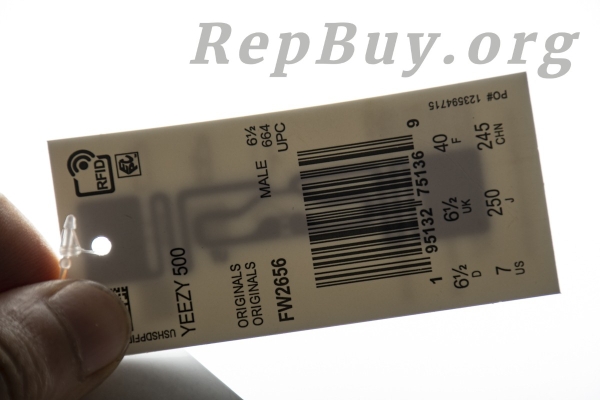 RepBuy.org
PO# 123594715
RFID
MALE 6½
664
UPC
YEEZY 500
ORIGINALS
ORIGINALS
FW2656
1 95132 75136 9
6½ D
6½ UK
40 F
7 US
250 J
245 CHN